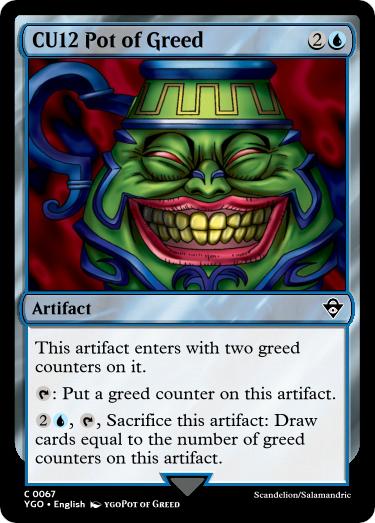 CU12 Pot of Greed 2
Artifact
This artifact enters with two greed
counters on it.
: Put a greed counter on this artifact.
2 , , Sacrifice this artifact: Draw
cards equal to the number of greed
counters on this artifact.
C 0067
YGO • English ygoPot of Greed
Scandelion/Salamandric